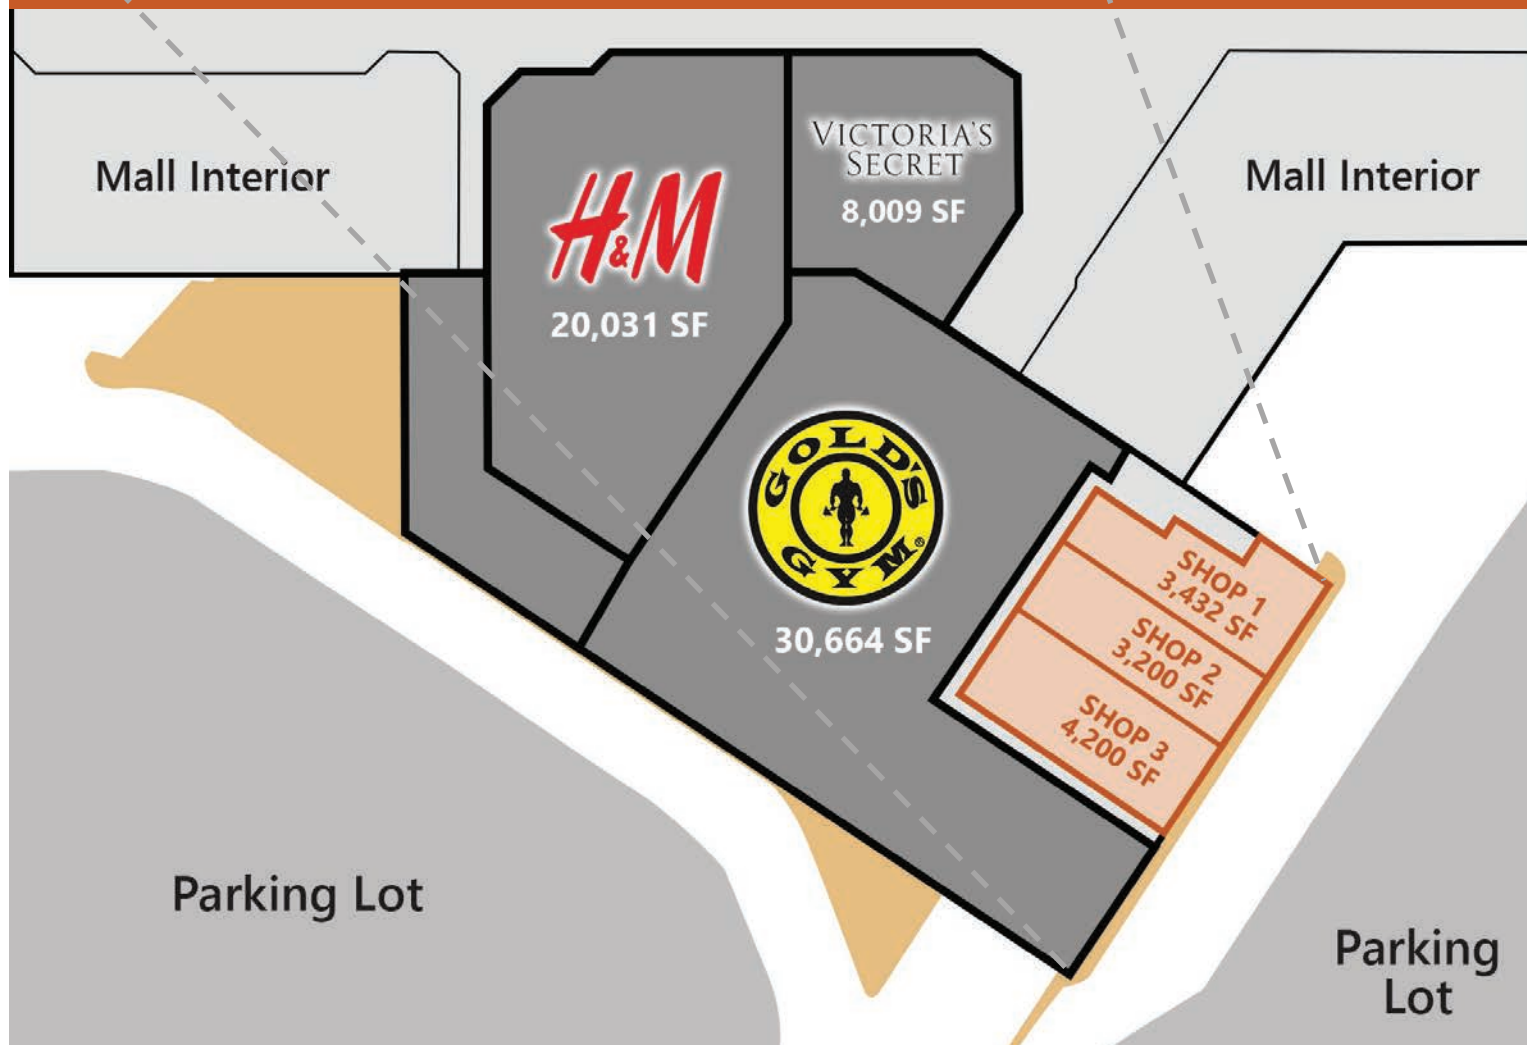 Mall Interior
H&M
20,031 SF
VICTORIA'S
SECRET
8,009 SF
Mall Interior
GOLD'S
GYM®
30,664 SF
SHOP 1
3,432 SF
SHOP 2
3,200 SF
SHOP 3
4,200 SF
Parking Lot
Parking
Lot